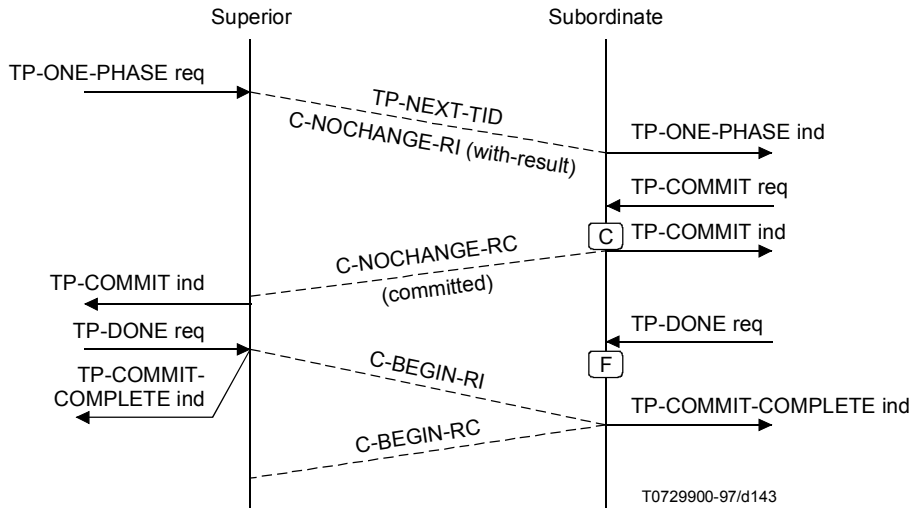 Superior
Subordinate
TP-ONE-PHASE req
TP-NEXT-TID
C-NOCHANGE-RI (with-result)
TP-ONE-PHASE ind
TP-COMMIT req
C
TP-COMMIT ind
C-NOCHANGE-RC
(committed)
TP-COMMIT ind
TP-DONE req
TP-DONE req
F
TP-COMMIT-
COMPLETE ind
C-BEGIN-RI
TP-COMMIT-COMPLETE ind
C-BEGIN-RC
T0729900-97/d143